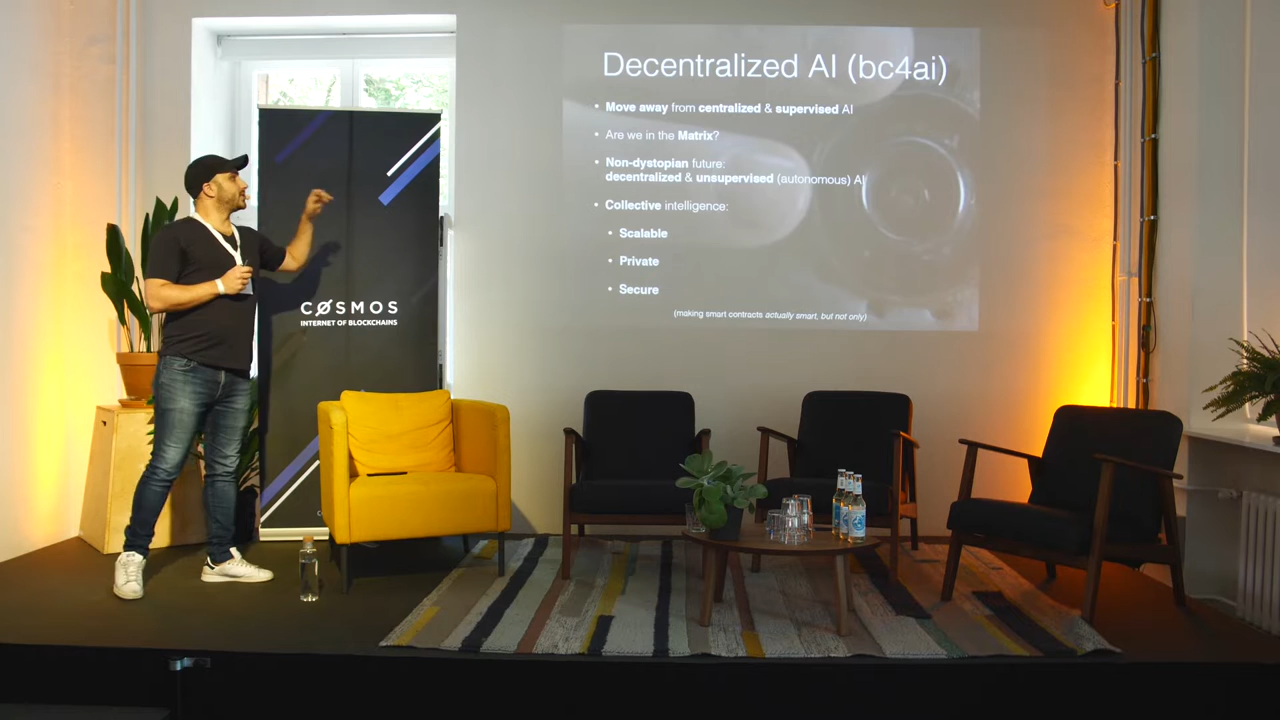 Decentralized AI (bc4ai)
• Move away from centralized & supervised AI
• Are we in the Matrix?
• Non-dystopian future:
decentralized & unsupervised (autonomous) AI
• Collective intelligence:
• Scalable
• Private
• Secure
(making smart contracts actually smart, but not only)
CØSMOS
INTERNET OF BLOCKCHAINS